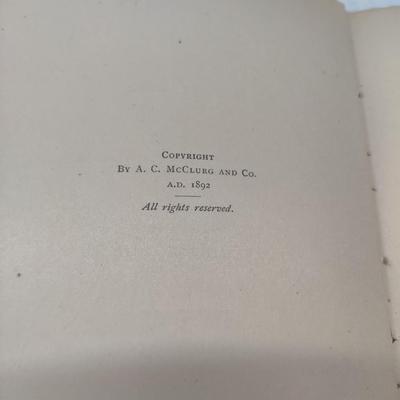 Copyright
By A. C. McClurg and Co.
A.D. 1892
All rights reserved.